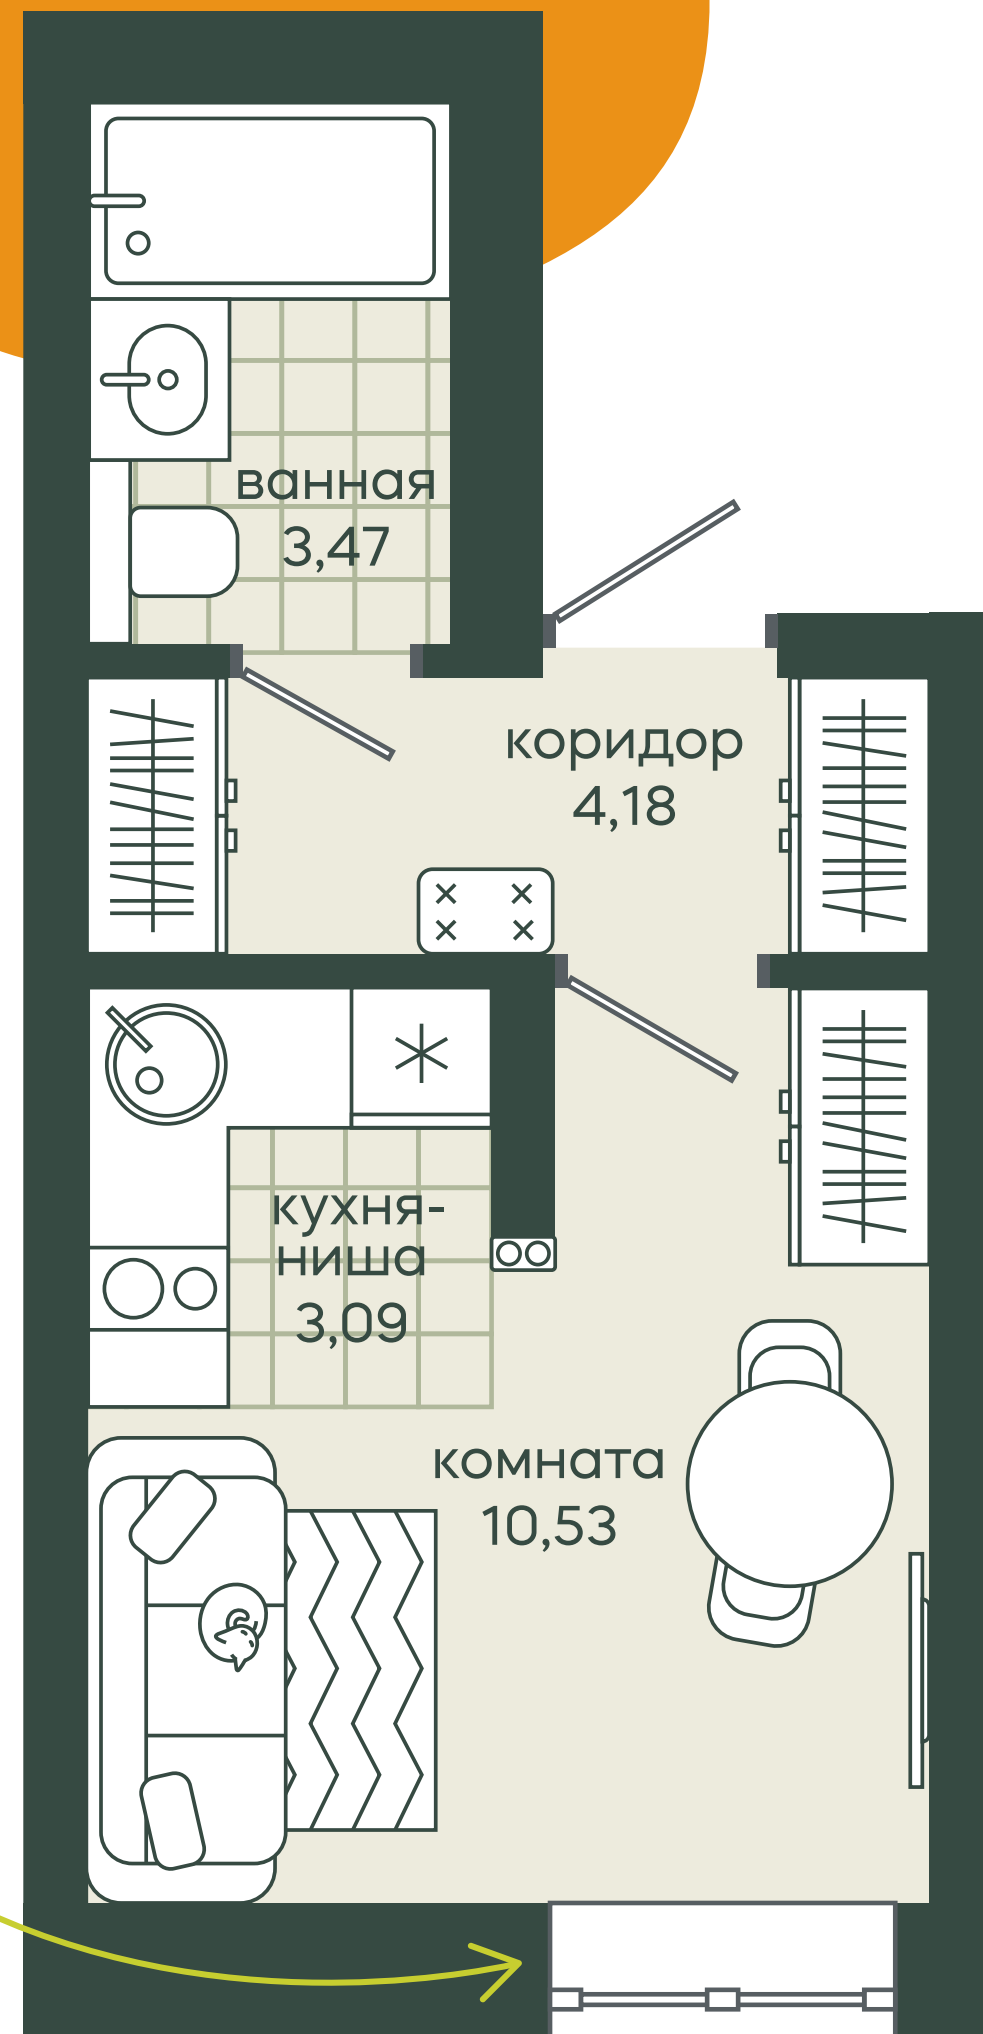 ванная
3,47
коридор
4,18
кухня-
ниша
3,09
комната
10,53